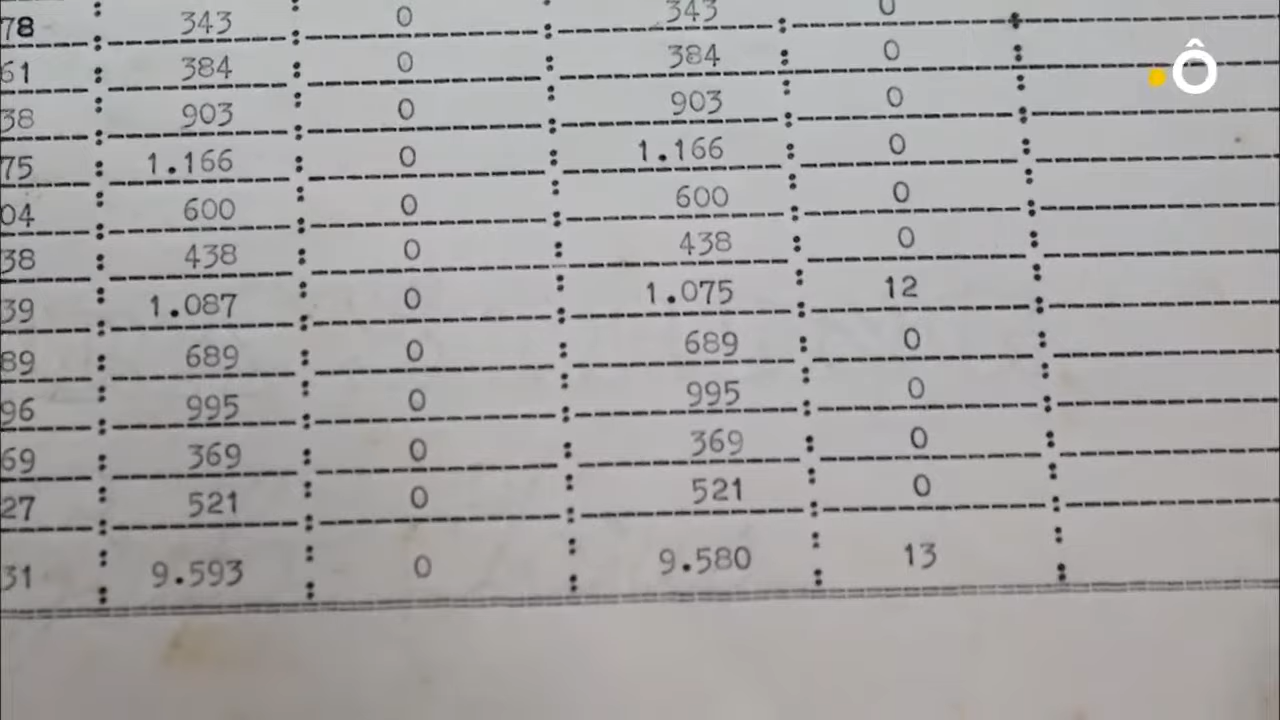 78 343 0 343 0
61 384 0 384 0
38 903 0 903 0
75 1.166 0 1.166 0
04 600 0 600 0
38 438 0 438 0
39 1.087 0 1.075 12
89 689 0 689 0
96 995 0 995 0
69 369 0 369 0
27 521 0 521 0
31 9.593 0 9.580 13
Ô